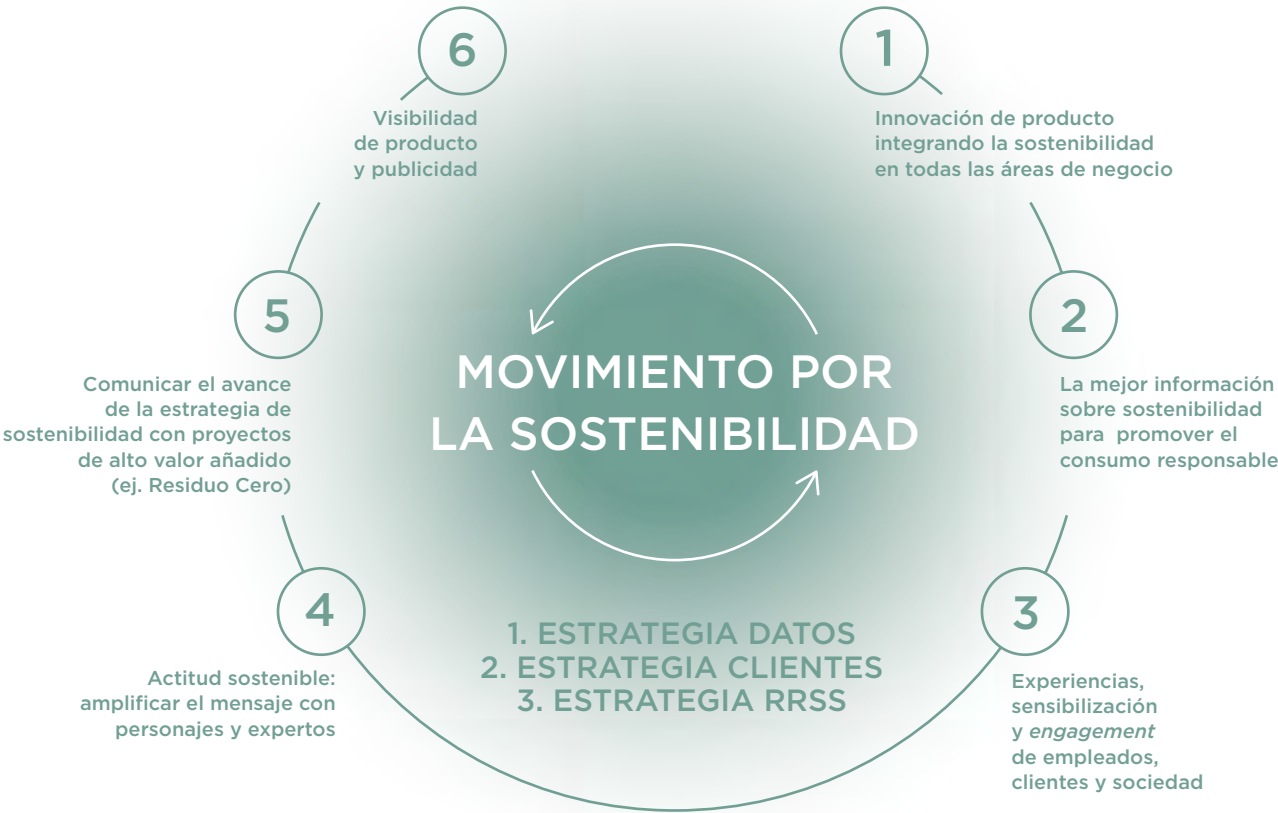 1
Innovación de producto
integrando la sostenibilidad
en todas las áreas de negocio
2
La mejor información
sobre sostenibilidad
para promover el
consumo responsable
3
Experiencias,
sensibilización
y engagement
de empleados,
clientes y sociedad
4
Actitud sostenible:
amplificar el mensaje con
personajes y expertos
5
Comunicar el avance
de la estrategia de
sostenibilidad con proyectos
de alto valor añadido
(ej. Residuo Cero)
6
Visibilidad
de producto
y publicidad
MOVIMIENTO POR
LA SOSTENIBILIDAD
1. ESTRATEGIA DATOS
2. ESTRATEGIA CLIENTES
3. ESTRATEGIA RRSS